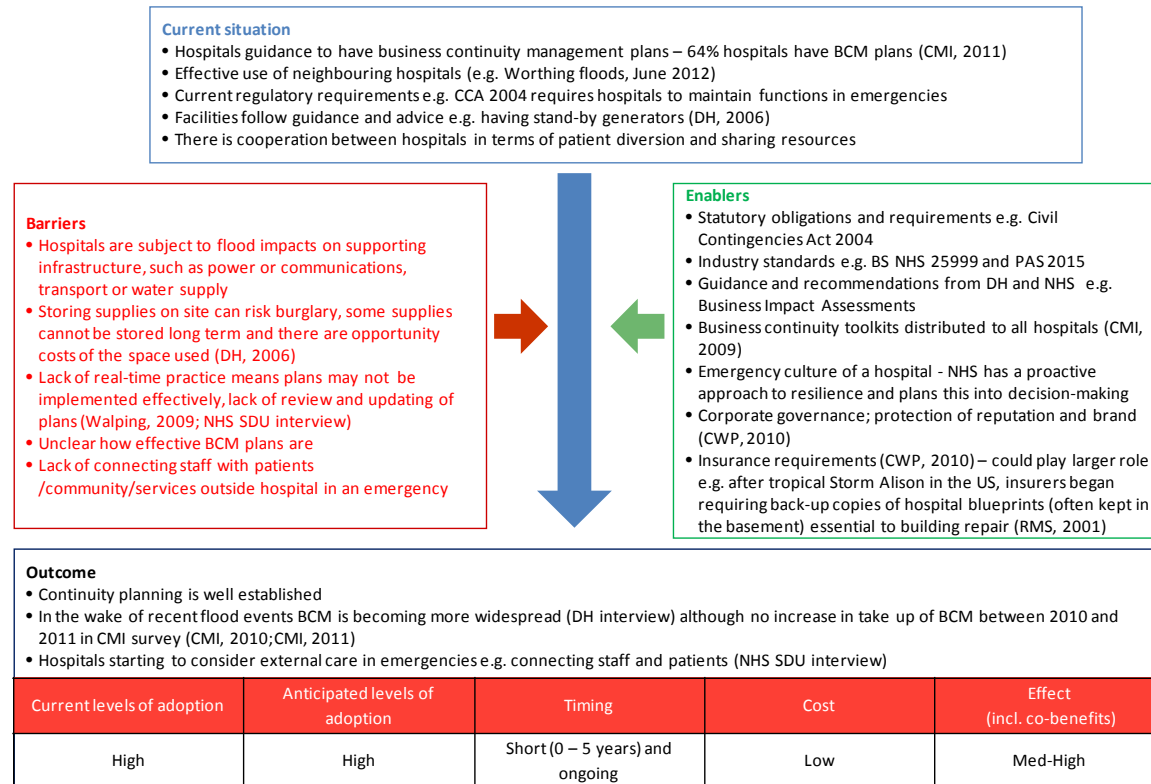 Current situation
• Hospitals guidance to have business continuity management plans – 64% hospitals have BCM plans (CMI, 2011)
• Effective use of neighbouring hospitals (e.g. Worthing floods, June 2012)
• Current regulatory requirements e.g. CCA 2004 requires hospitals to maintain functions in emergencies
• Facilities follow guidance and advice e.g. having stand-by generators (DH, 2006)
• There is cooperation between hospitals in terms of patient diversion and sharing resources
Barriers
• Hospitals are subject to flood impacts on supporting
infrastructure, such as power or communications,
transport or water supply
• Storing supplies on site can risk burglary, some supplies
cannot be stored long term and there are opportunity
costs of the space used (DH, 2006)
• Lack of real-time practice means plans may not be
implemented effectively, lack of review and updating of
plans (Walping, 2009; NHS SDU interview)
• Unclear how effective BCM plans are
• Lack of connecting staff with patients
/community/services outside hospital in an emergency
Enablers
• Statutory obligations and requirements e.g. Civil
Contingencies Act 2004
• Industry standards e.g. BS NHS 25999 and PAS 2015
• Guidance and recommendations from DH and NHS e.g.
Business Impact Assessments
• Business continuity toolkits distributed to all hospitals (CMI,
2009)
• Emergency culture of a hospital - NHS has a proactive
approach to resilience and plans this into decision-making
• Corporate governance; protection of reputation and brand
(CWP, 2010)
• Insurance requirements (CWP, 2010) – could play larger role
e.g. after tropical Storm Alison in the US, insurers began
requiring back-up copies of hospital blueprints (often kept in
the basement) essential to building repair (RMS, 2001)
Outcome
• Continuity planning is well established
• In the wake of recent flood events BCM is becoming more widespread (DH interview) although no increase in take up of BCM between 2010 and
2011 in CMI survey (CMI, 2010; CMI, 2011)
• Hospitals starting to consider external care in emergencies e.g. connecting staff and patients (NHS SDU interview)
Current levels of adoption
Anticipated levels of
adoption
Timing
Cost
Effect
(incl. co-benefits)
High
High
Short (0 – 5 years) and
ongoing
Low
Med-High